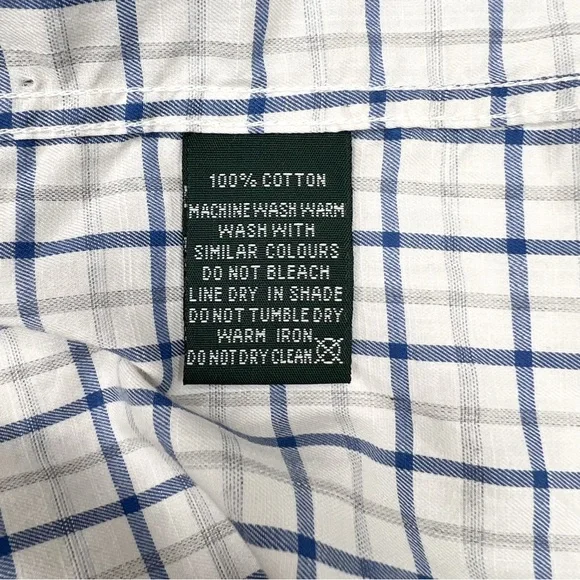 100% COTTON
MACHINE WASH WARM
WASH WITH
SIMILAR COLOURS
DO NOT BLEACH
LINE DRY IN SHADE
DO NOT TUMBLE DRY
WARM IRON
DO NOT DRY CLEAN